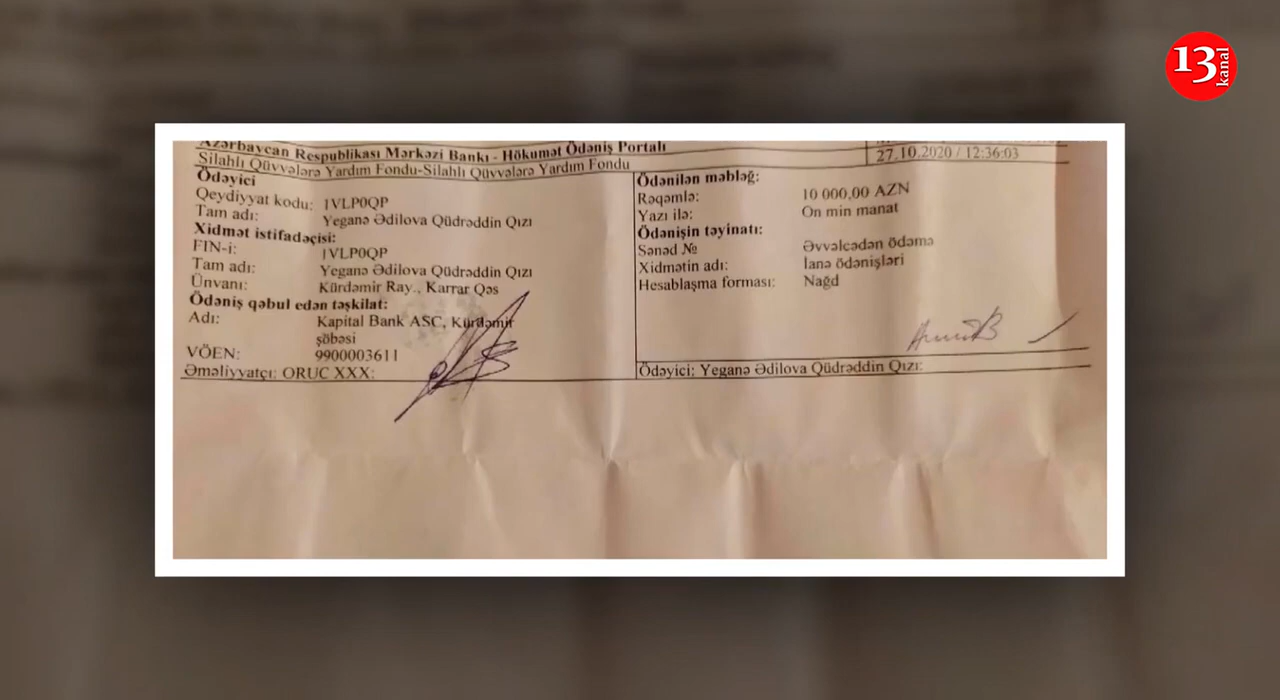 13 kanal
Azərbaycan Respublikası Mərkəzi Bankı - Hökumət Ödəniş Portalı
27.10.2020 / 12:36:03
Silahlı Qüvvələrə Yardım Fondu-Silahlı Qüvvələrə Yardım Fondu
Ödəyici
Qeydiyyat kodu: 1VLP0QP
Tam adı: Yeganə Ədilova Qüdrəddin Qızı
Xidmət istifadəçisi:
FIN-i: 1VLP0QP
Tam adı: Yeganə Ədilova Qüdrəddin Qızı
Ünvanı: Kürdəmir Ray., Karrar Qəs
Ödəniş qəbul edən təşkilat:
Adı: Kapital Bank ASC, Kürdəmir
şöbəsi
VÖEN: 9900003611
Əməliyyatçı: ORUC XXX:
Ödənilən məbləğ:
Rəqəmlə: 10 000,00 AZN
Yazı ilə: On min manat
Ödənişin təyinatı:
Sənəd № Əvvəlcədən ödəmə
Xidmətin adı: İanə ödənişləri
Hesablaşma forması: Nağd
Ödəyici: Yeganə Ədilova Qüdrəddin Qızı: